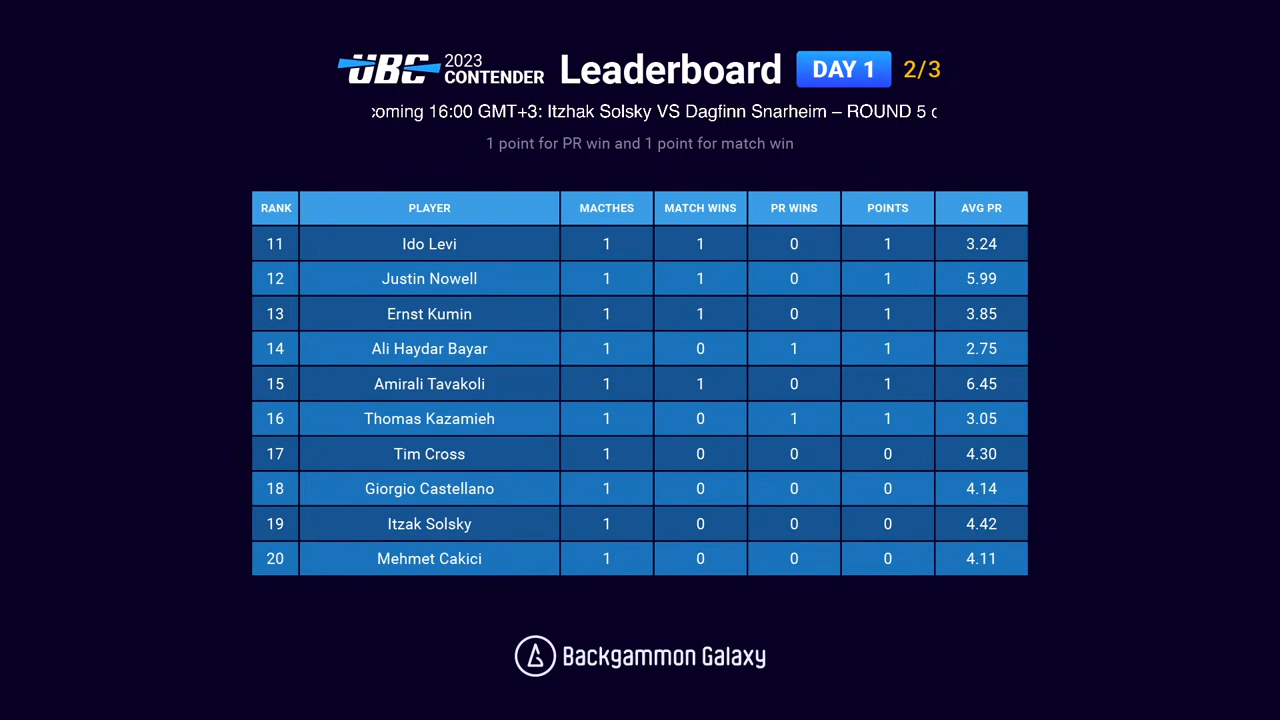 UBC 2023 CONTENDER Leaderboard DAY 1 2/3
coming 16:00 GMT+3: Itzhak Solsky VS Dagfinn Snarheim – ROUND 5
1 point for PR win and 1 point for match win
RANK PLAYER MACTHES MATCH WINS PR WINS POINTS AVG PR
11 Ido Levi 1 1 0 1 3.24
12 Justin Nowell 1 1 0 1 5.99
13 Ernst Kumin 1 1 0 1 3.85
14 Ali Haydar Bayar 1 0 1 1 2.75
15 Amirali Tavakoli 1 1 0 1 6.45
16 Thomas Kazamieh 1 0 1 1 3.05
17 Tim Cross 1 0 0 0 4.30
18 Giorgio Castellano 1 0 0 0 4.14
19 Itzak Solsky 1 0 0 0 4.42
20 Mehmet Cakici 1 0 0 0 4.11
Backgammon Galaxy